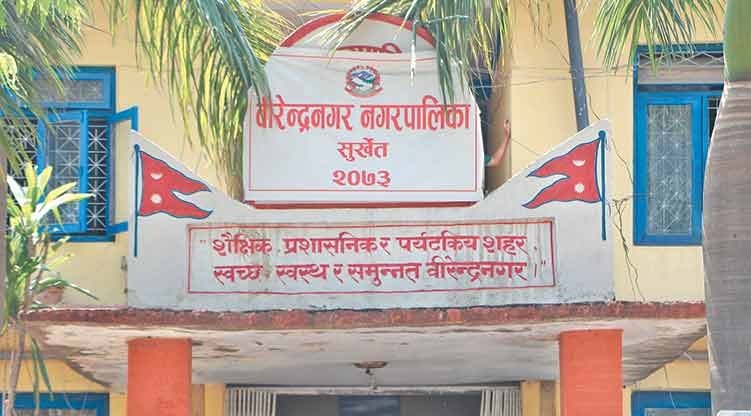 वीरेन्द्रनगर नगरपालिका
सुर्खेत
२०७३
"शैक्षिक, प्रशासनिक र पर्यटकिय शहर,
स्वच्छ, स्वस्थ र समुन्नत वीरेन्द्रनगर।"